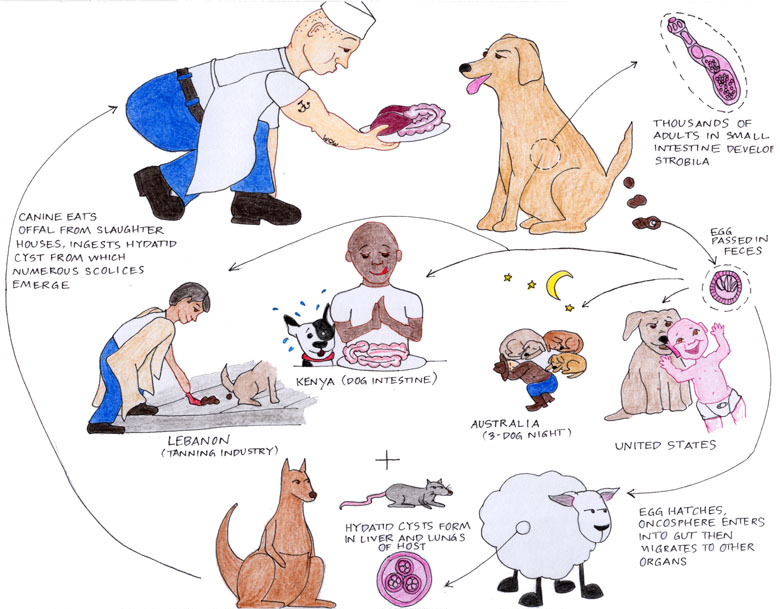 THOUSANDS OF
ADULTS IN SMALL
INTESTINE DEVELOP
STROBILA
WOW
CANINE EATS
OFFAL FROM SLAUGHTER
HOUSES, INGESTS HYDATID
CYST FROM WHICH
NUMEROUS SCOLICES
EMERGE
EGG
PASSED IN
FECES
KENYA (DOG INTESTINE)
AUSTRALIA
(3-DOG NIGHT)
UNITED STATES
LEBANON
(TANNING INDUSTRY)
+
HYDATID CYSTS FORM
IN LIVER AND LUNGS
OF HOST
EGG HATCHES,
ONCOSPHERE ENTERS
INTO GUT THEN
MIGRATES TO OTHER
ORGANS